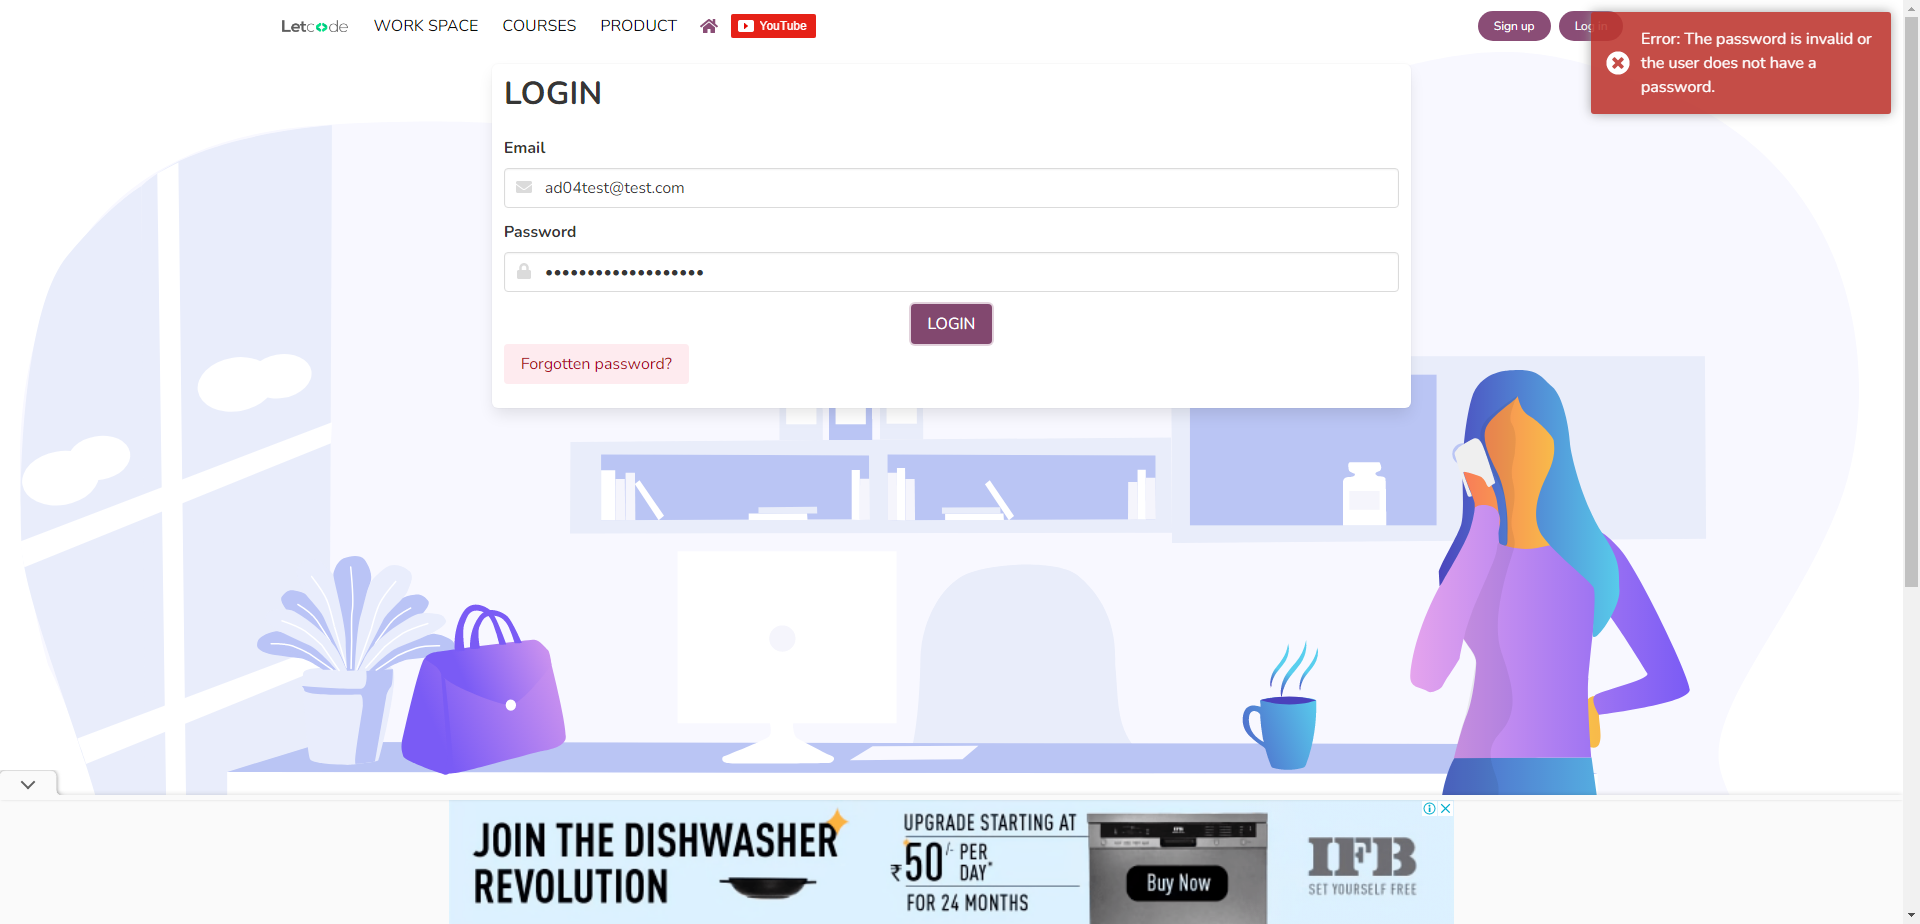 Letcode WORK SPACE COURSES PRODUCT YouTube Sign up Log in
Error: The password is invalid or
the user does not have a
password.
LOGIN
Email
ad04test@test.com
Password
•••••••••••••••••••
LOGIN
Forgotten password?
JOIN THE DISHWASHER
REVOLUTION
UPGRADE STARTING AT
₹50/- PER
DAY*
FOR 24 MONTHS
Buy Now
IFB
SET YOURSELF FREE